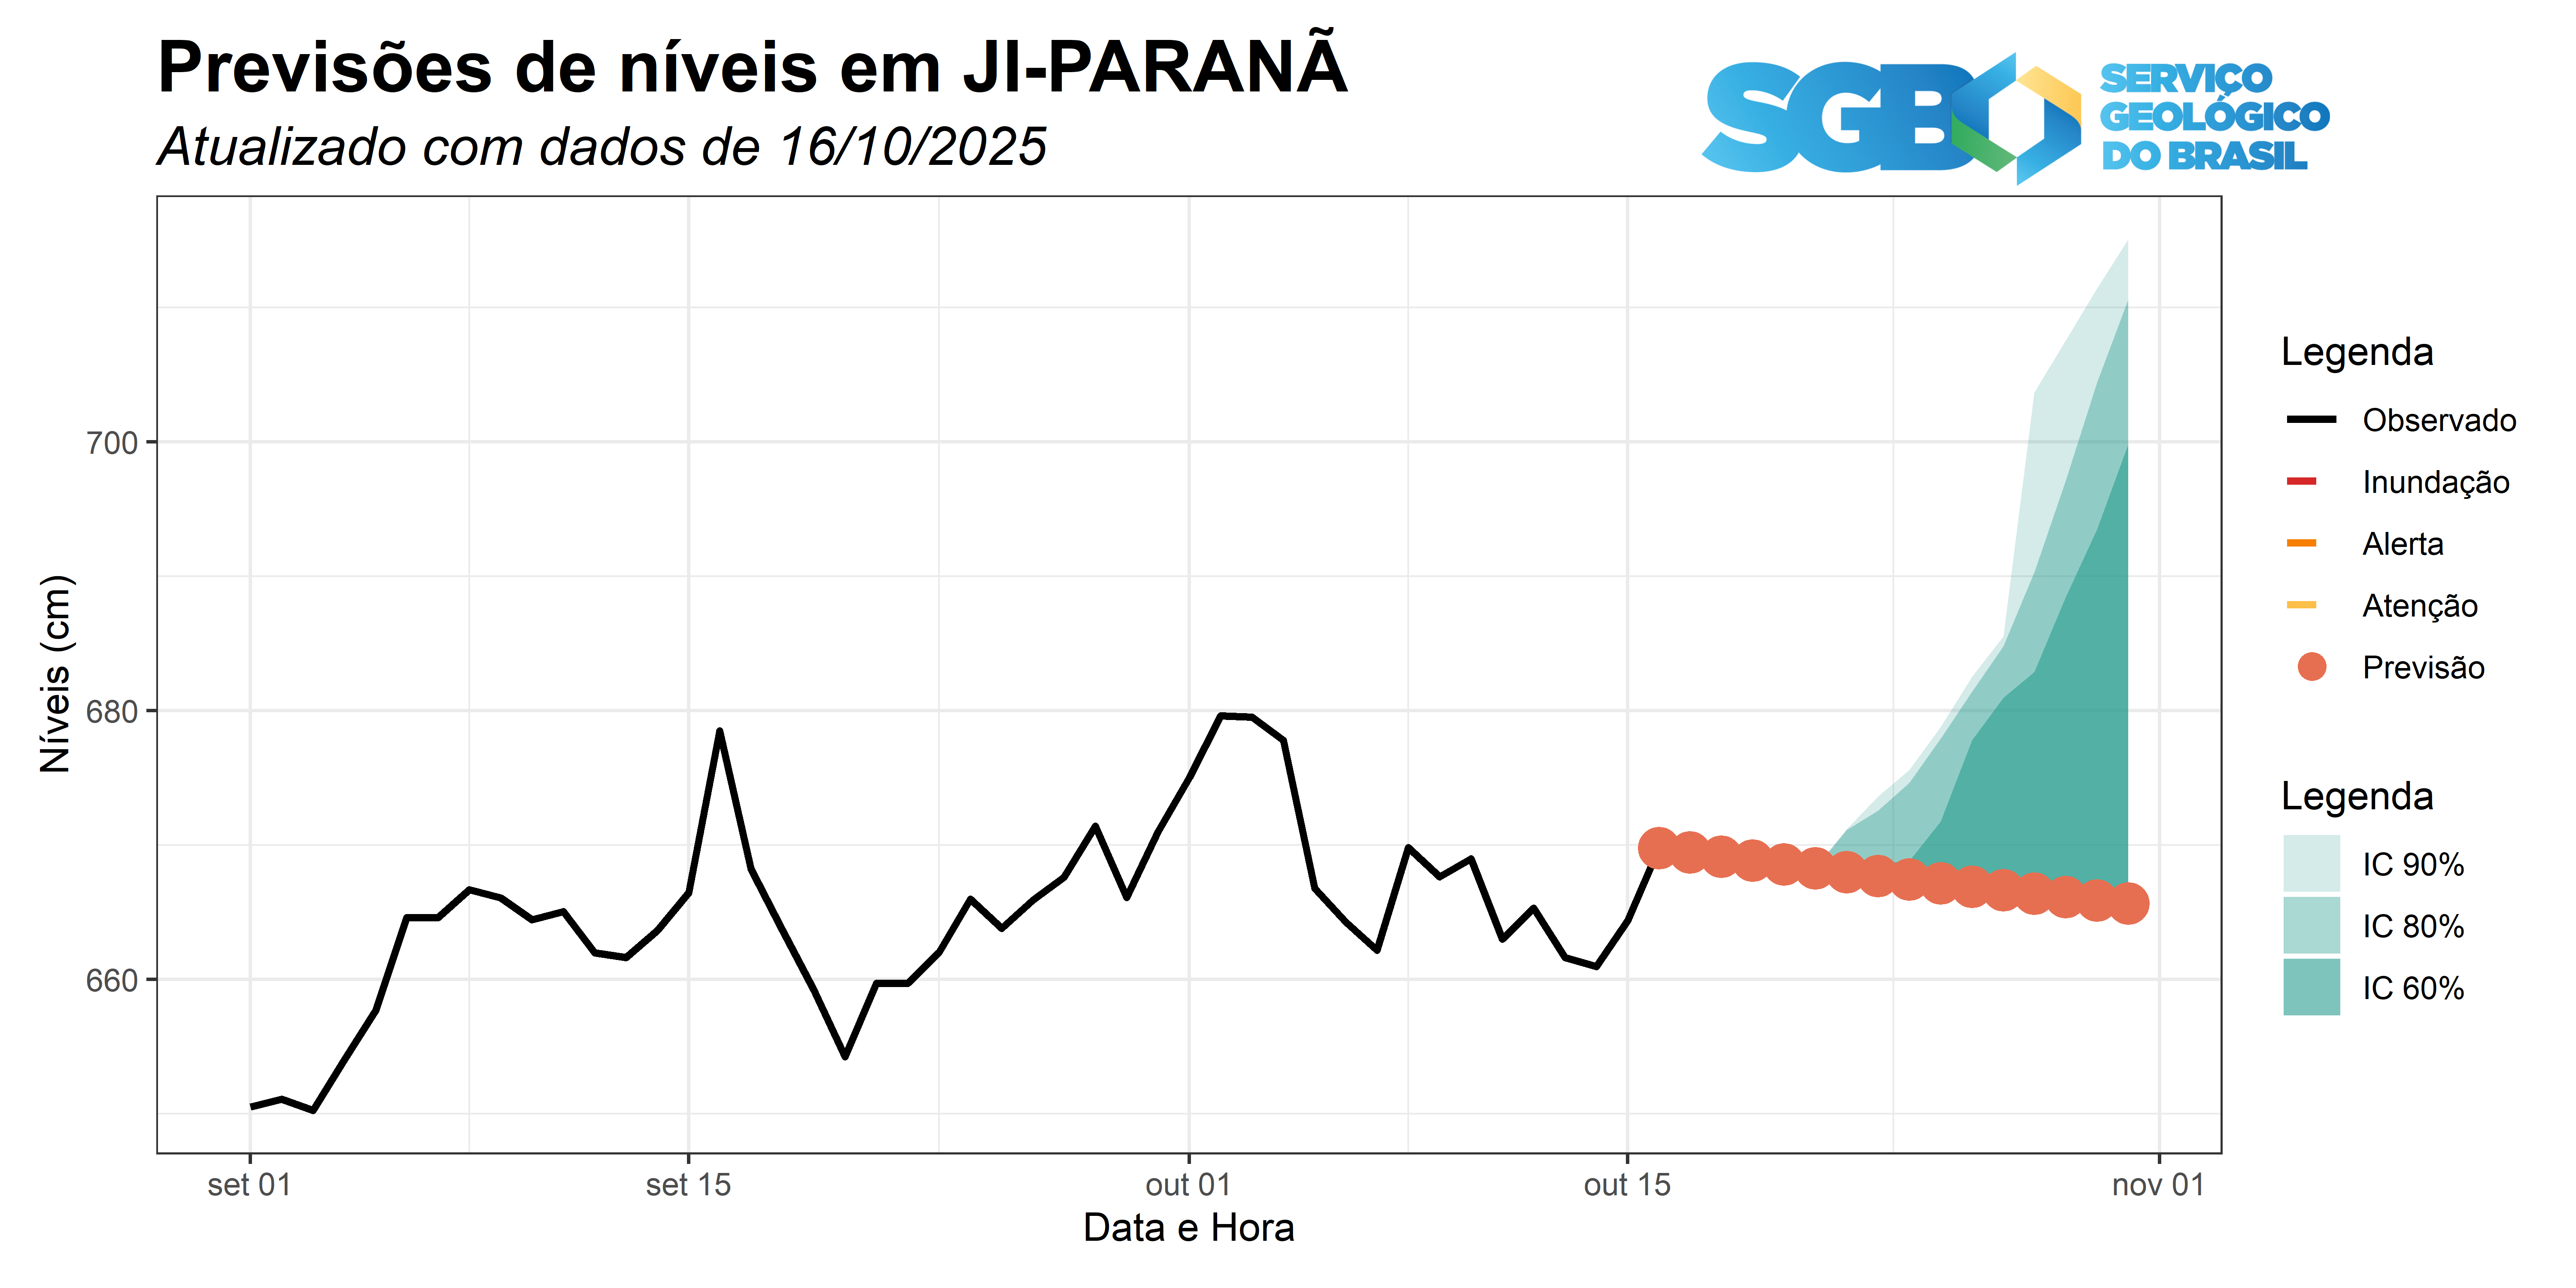 Previsões de níveis em JI-PARANÃ
Atualizado com dados de 16/10/2025
SGB
SERVIÇO
GEOLÓGICO
DO BRASIL
Níveis (cm)
700
680
660
set 01
set 15
out 01
out 15
nov 01
Data e Hora
Legenda
Observado
Inundação
Alerta
Atenção
Previsão
Legenda
IC 90%
IC 80%
IC 60%